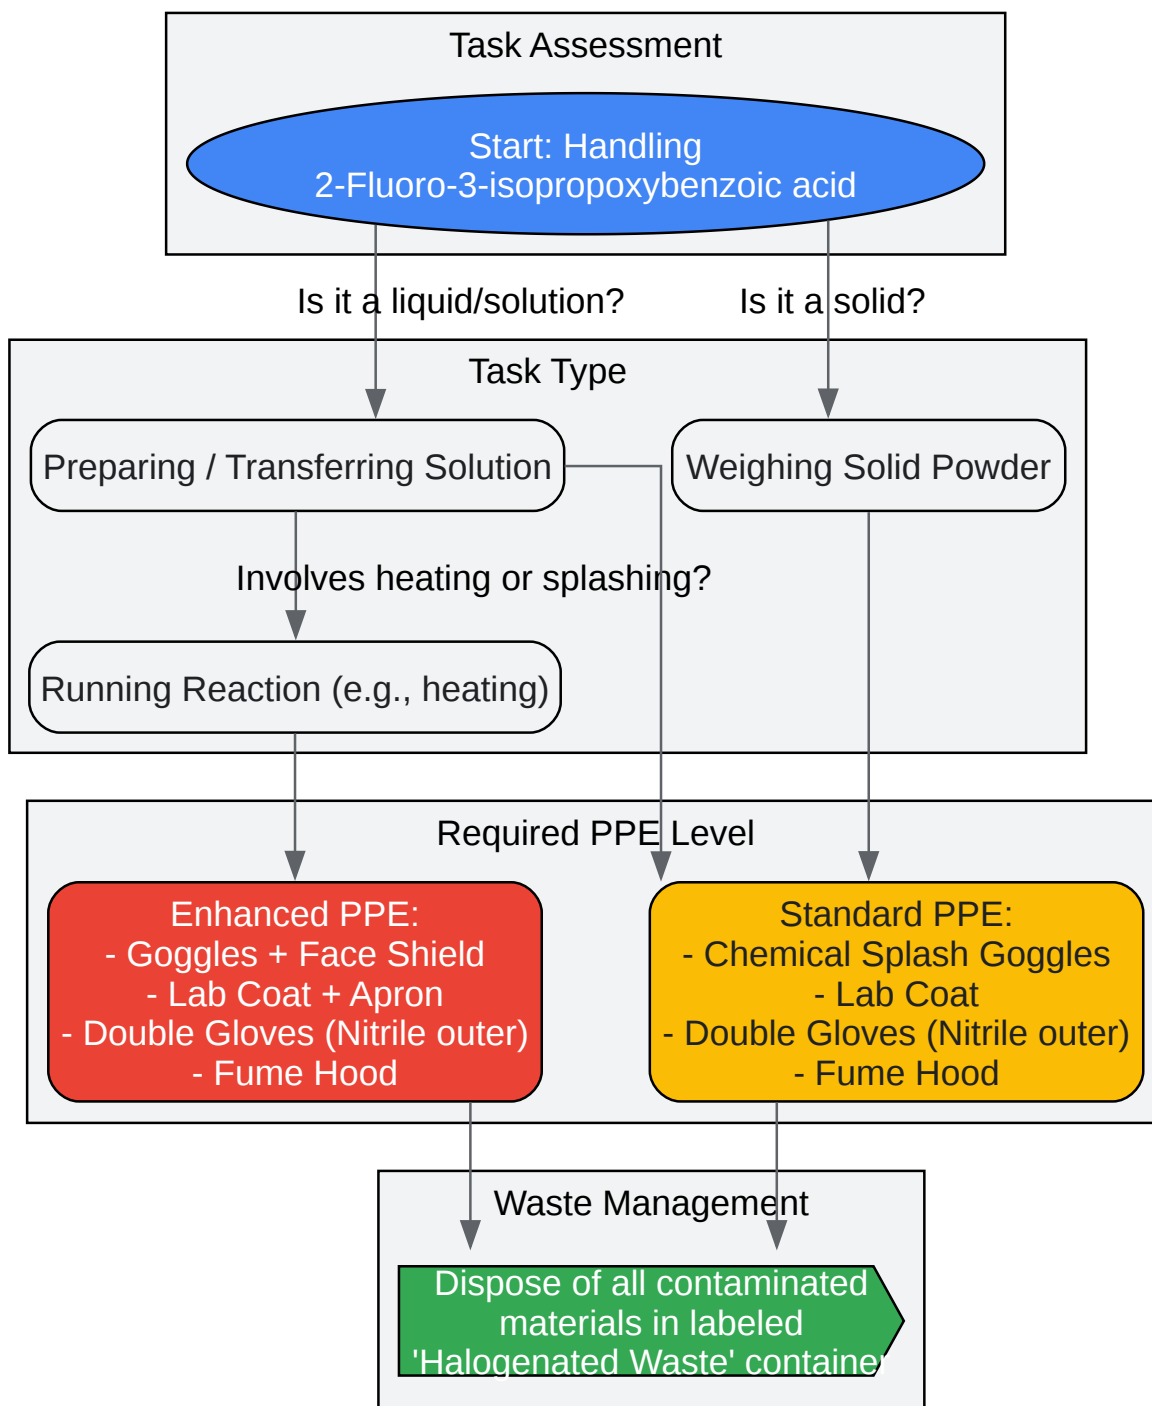 Task Assessment
Start: Handling
2-Fluoro-3-isopropoxybenzoic acid
Is it a liquid/solution?
Is it a solid?
Task Type
Preparing / Transferring Solution
Weighing Solid Powder
Involves heating or splashing?
Running Reaction (e.g., heating)
Required PPE Level
Enhanced PPE:
- Goggles + Face Shield
- Lab Coat + Apron
- Double Gloves (Nitrile outer)
- Fume Hood
Standard PPE:
- Chemical Splash Goggles
- Lab Coat
- Double Gloves (Nitrile outer)
- Fume Hood
Waste Management
Dispose of all contaminated
materials in labeled
'Halogenated Waste' container